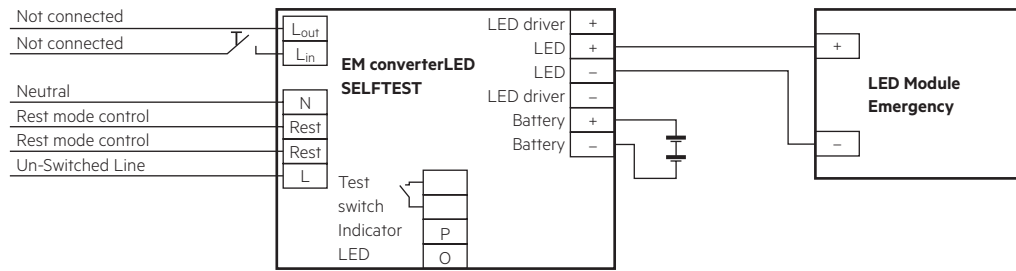 Not connected
Not connected
Neutral
Rest mode control
Rest mode control
Un-Switched Line
Lout
Lin
N
Rest
Rest
L
EM converterLED
SELFTEST
Test
switch
Indicator
LED
P
O
LED driver +
LED +
LED –
LED driver –
Battery +
Battery –
+
–
LED Module
Emergency